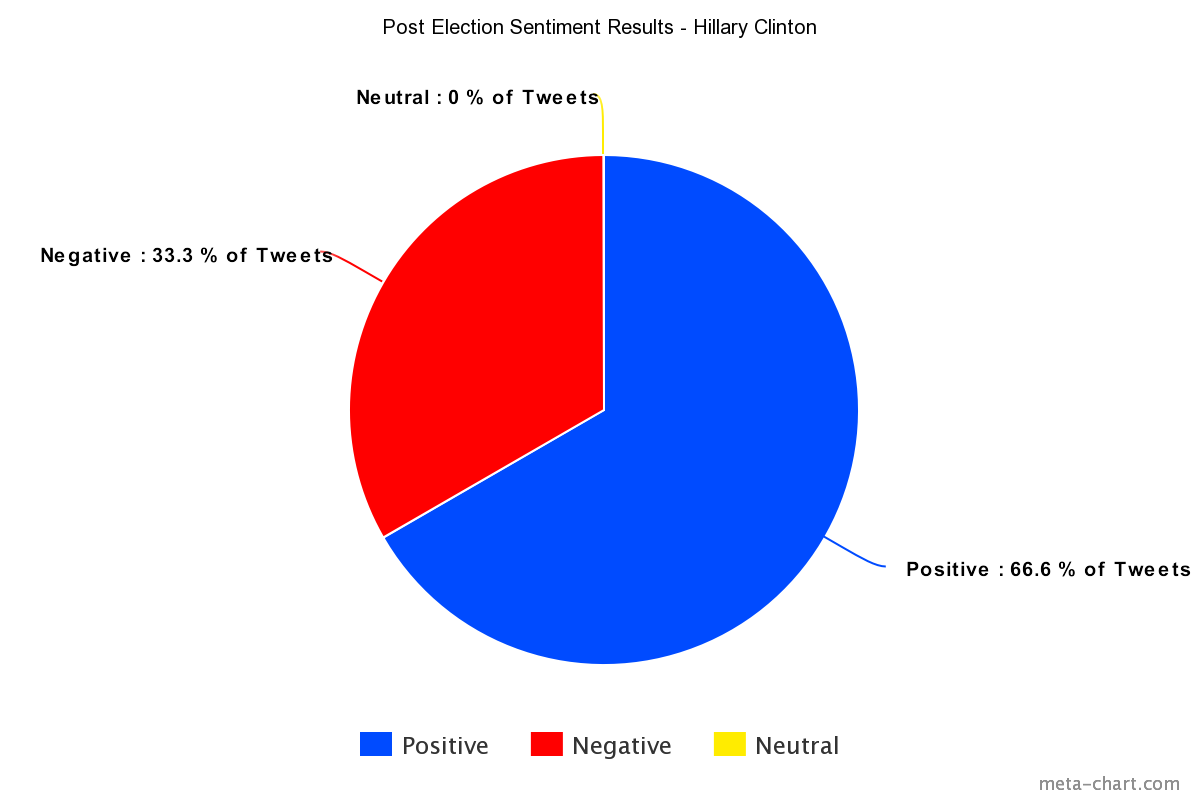 Post Election Sentiment Results - Hillary Clinton
Neutral : 0 % of Tweets
Negative : 33.3 % of Tweets
Positive : 66.6 % of Tweets
Positive Negative Neutral
meta-chart.com